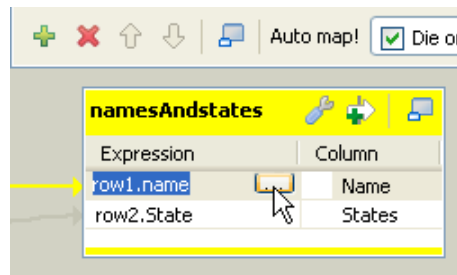 Auto map! Die o
namesAndstates
Expression Column
row1.name ... Name
row2.State States